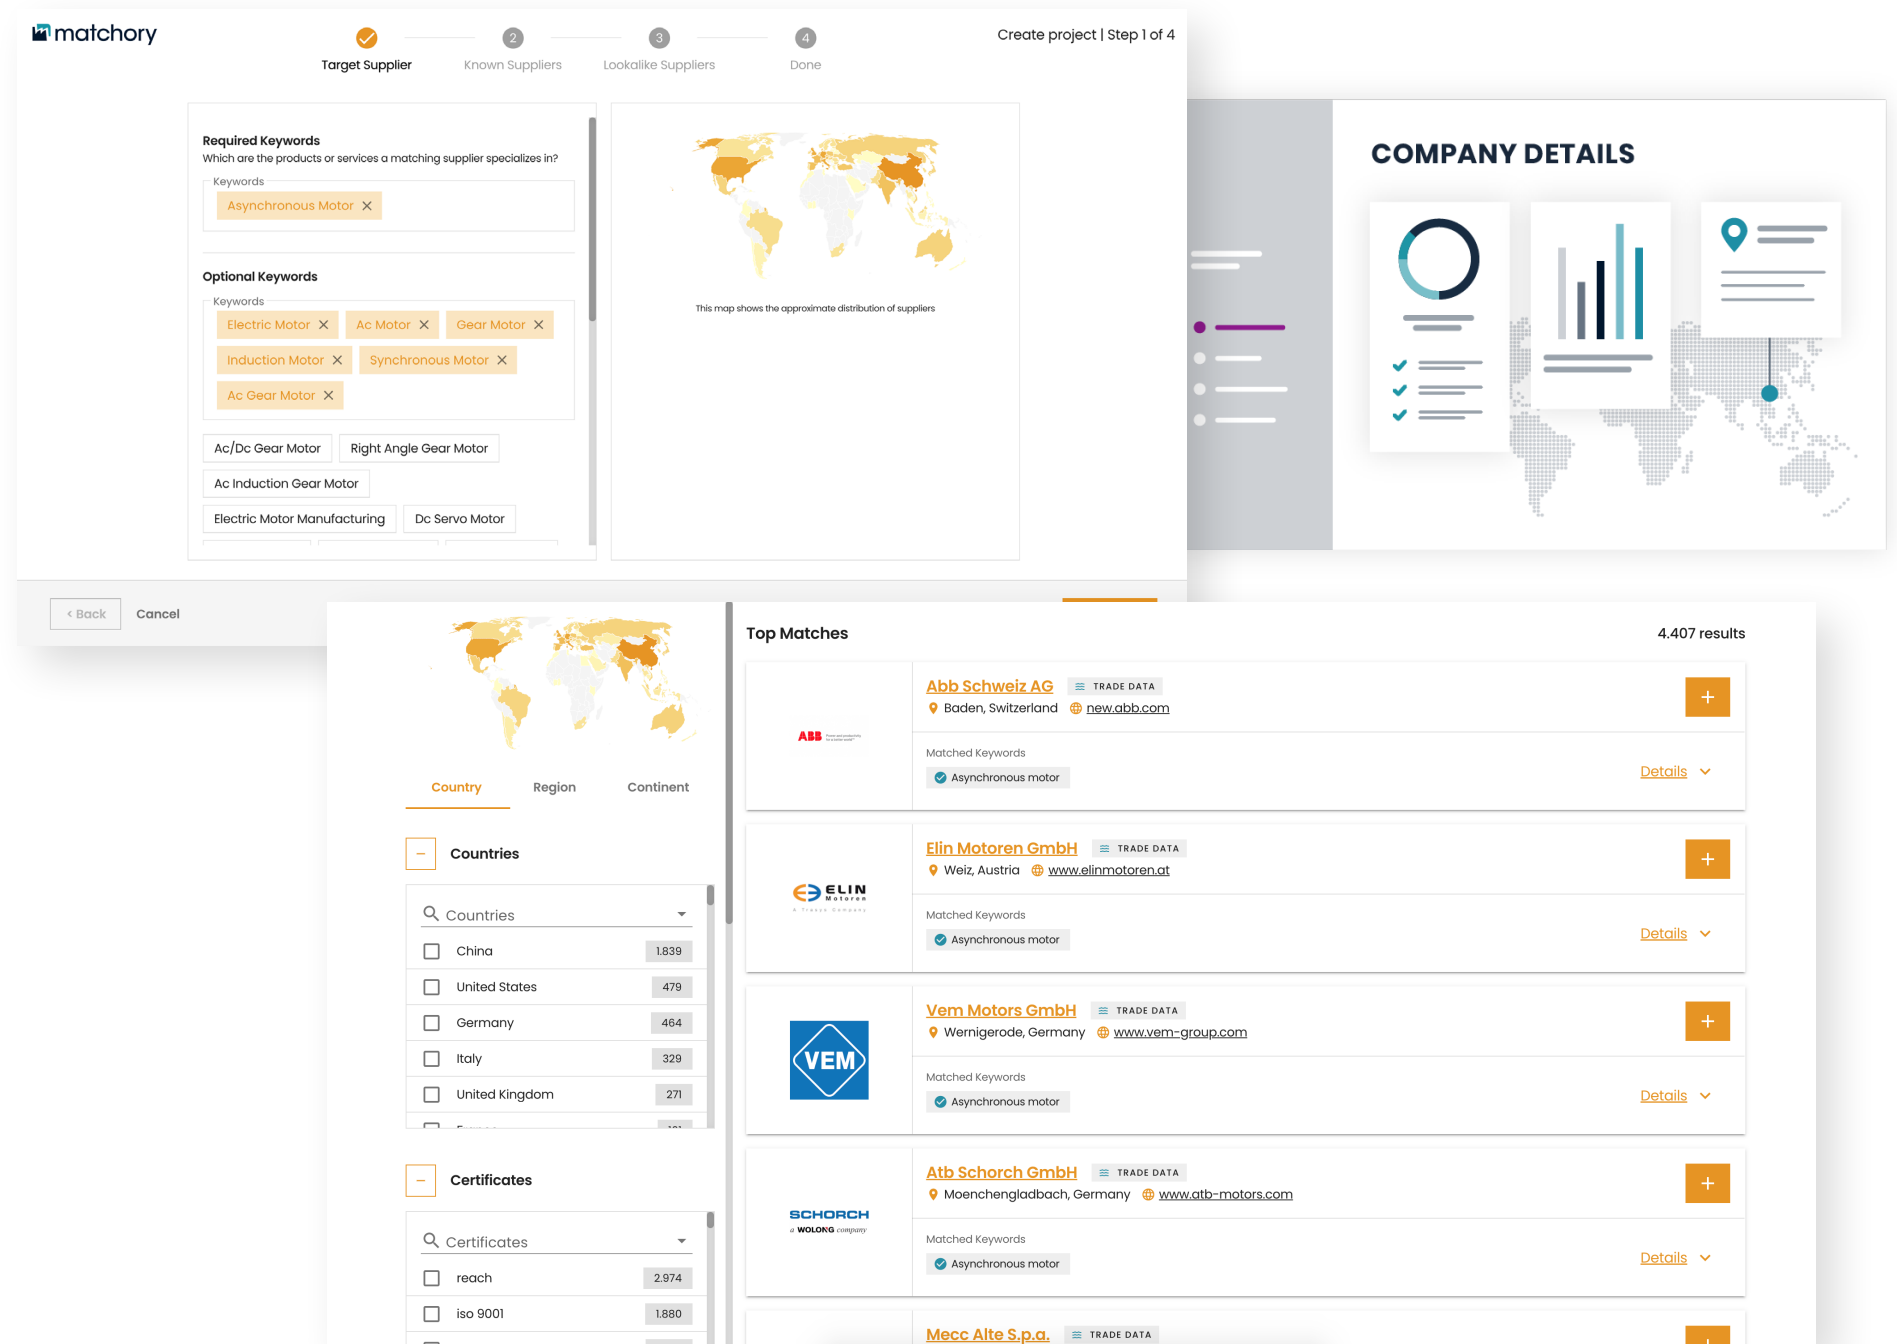 matchory
2
3
4
Target Supplier
Known Suppliers
Lookalike Suppliers
Done
Create project | Step 1 of 4
Required Keywords
Which are the products or services a matching supplier specializes in?
Keywords
Asynchronous Motor
Optional Keywords
Keywords
Electric Motor
Ac Motor
Gear Motor
Induction Motor
Synchronous Motor
Ac Gear Motor
Ac/Dc Gear Motor
Right Angle Gear Motor
Ac Induction Gear Motor
Electric Motor Manufacturing
Dc Servo Motor
This map shows the approximate distribution of suppliers
< Back
Cancel
COMPANY DETAILS
Country
Region
Continent
Countries
Countries
China 1.839
United States 479
Germany 464
Italy 329
United Kingdom 271
Certificates
Certificates
reach 2.974
iso 9001 1.880
Top Matches
4.407 results
ABB
Abb Schweiz AG
TRADE DATA
Baden, Switzerland
new.abb.com
Matched Keywords
Asynchronous motor
Details
ELIN
Motoren
Elin Motoren GmbH
TRADE DATA
Weiz, Austria
www.elinmotoren.at
Matched Keywords
Asynchronous motor
Details
VEM
Vem Motors GmbH
TRADE DATA
Wernigerode, Germany
www.vem-group.com
Matched Keywords
Asynchronous motor
Details
SCHORCH
a WOLONG company
Atb Schorch GmbH
TRADE DATA
Moenchengladbach, Germany
www.atb-motors.com
Matched Keywords
Asynchronous motor
Details
Mecc Alte S.p.a.
TRADE DATA